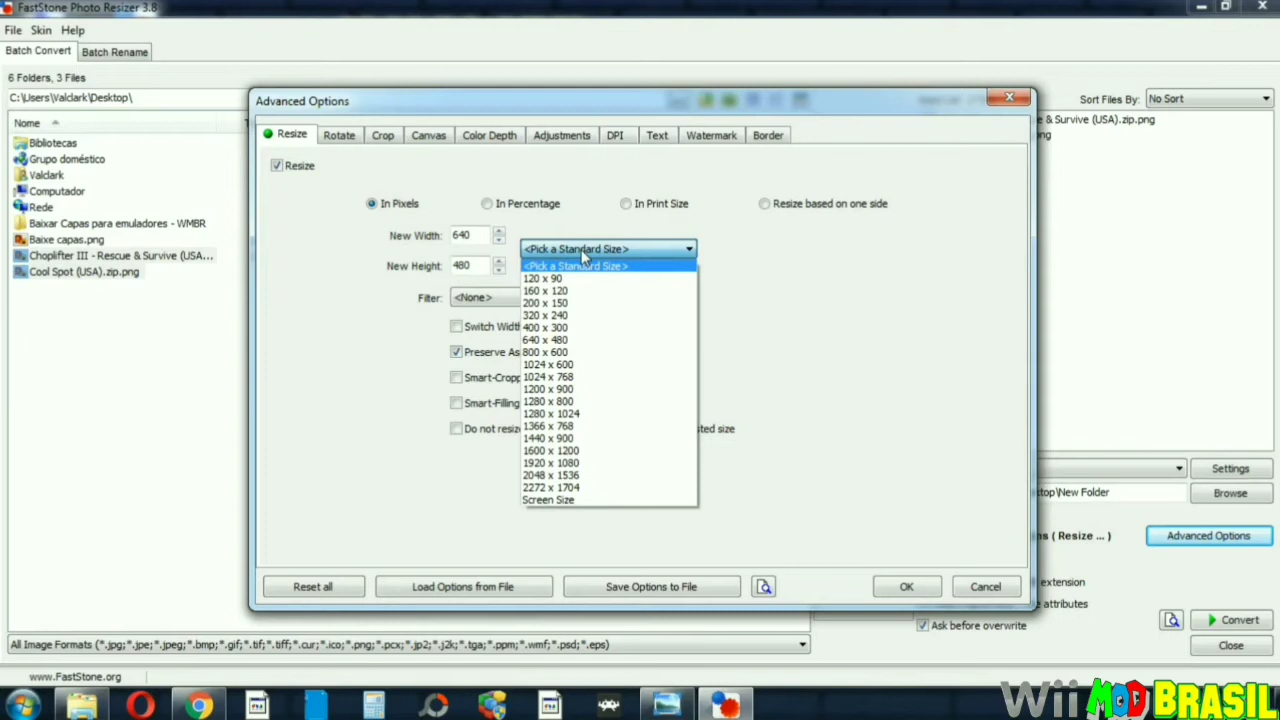 FastStone Photo Resizer 3.8
File Skin Help
Batch Convert Batch Rename
6 Folders, 3 Files
C:\Users\Valclark\Desktop\
Sort Files By: No Sort
Nome
Bibliotecas
Grupo doméstico
Valclark
Computador
Rede
Baixar Capas para emuladores - WMBR
Baixe capas.png
Choplifter III - Rescue & Survive (USA...
Cool Spot (USA).zip.png
e & Survive (USA).zip.png
ng
Advanced Options
Resize Rotate Crop Canvas Color Depth Adjustments DPI Text Watermark Border
Resize
In Pixels In Percentage In Print Size Resize based on one side
New Width: 640
New Height: 480
Filter: <None>
Switch Width
Preserve As
Smart-Cropp
Smart-Filling
Do not resize
sted size
<Pick a Standard Size>
<Pick a Standard Size>
120 x 90
160 x 120
200 x 150
320 x 240
400 x 300
640 x 480
800 x 600
1024 x 600
1024 x 768
1200 x 900
1280 x 800
1280 x 1024
1366 x 768
1440 x 900
1600 x 1200
1920 x 1080
2048 x 1536
2272 x 1704
Screen Size
Reset all Load Options from File Save Options to File OK Cancel
Settings
top\New Folder Browse
ns ( Resize ... ) Advanced Options
extension
attributes
Ask before overwrite
Convert
Close
All Image Formats (*.jpg;*.jpe;*.jpeg;*.bmp;*.gif;*.tif;*.tiff;*.cur;*.ico;*.png;*.pcx;*.jp2;*.j2k;*.tga;*.ppm;*.wmf;*.psd;*.eps)
www.FastStone.org
Wii MOD BRASIL